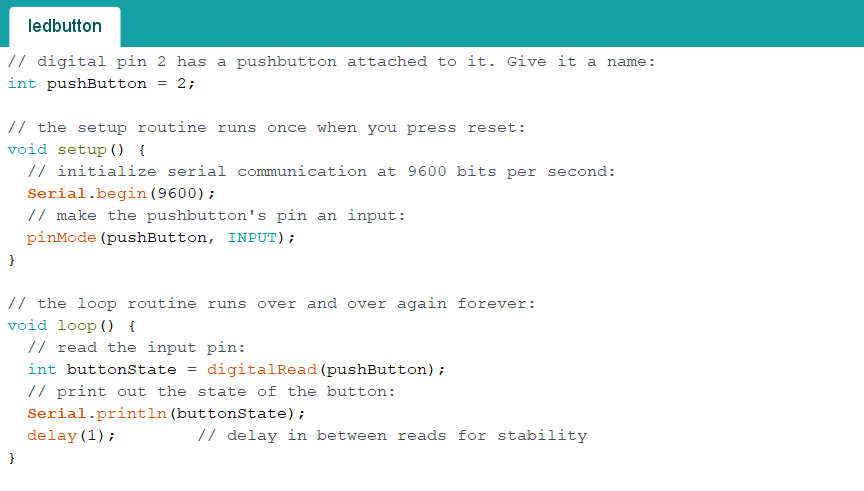 ledbutton
// digital pin 2 has a pushbutton attached to it. Give it a name:
int pushButton = 2;

// the setup routine runs once when you press reset:
void setup() {
  // initialize serial communication at 9600 bits per second:
  Serial.begin(9600);
  // make the pushbutton's pin an input:
  pinMode(pushButton, INPUT);
}

// the loop routine runs over and over again forever:
void loop() {
  // read the input pin:
  int buttonState = digitalRead(pushButton);
  // print out the state of the button:
  Serial.println(buttonState);
  delay(1);        // delay in between reads for stability
}